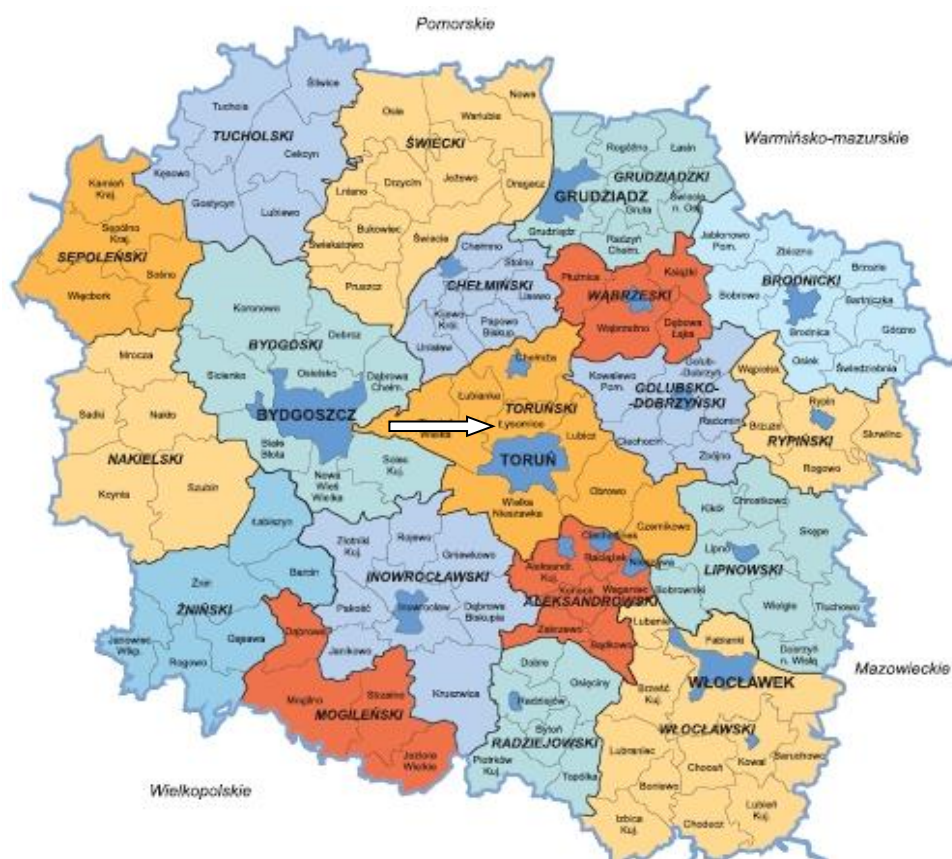 Pomorskie
Warmińsko-mazurskie
Śliwice
Tuchola
TUCHOLSKI
Cekcyn
Kęsowo
Gostycyn
Lubiewo
Nowa
Osie
Warlubie
ŚWIECKI
Drzycim
Jeżewo
Lniano
Dragacz
Bukowiec
Świekatowo
Świecie
Pruszcz
Rogóźno
Łasin
GRUDZIĄDZKI
GRUDZIĄDZ
Świecie
n. Os.
Gruta
Grudziądz
Radzyń
Chełm.
Kamień
Kraj.
Sępólno
Kraj.
SĘPOLEŃSKI
Sośno
Więcbork
Chełmno
Stolno
CHEŁMIŃSKI
Lisewo
Kijewo
Król.
Papowo
Biskup.
Unisław
Płużnica
Książki
WĄBRZESKI
Wąbrzeźno
Dębowa
Łąka
Jabłonowo
Pom.
Zbiczno
Brzozie
BRODNICKI
Bobrowo
Bartniczka
Brodnica
Górzno
Osiek
Świedziebnia
Koronowo
BYDGOSKI
Dobrcz
Sicienko
Osielsko
Dąbrowa
Chełm.
BYDGOSZCZ
Białe
Błota
Solec
Kuj.
Nowa
Wieś
Wielka
Mrocza
Sadki
Nakło
NAKIELSKI
Kcynia
Szubin
Chełmża
Łubianka
TORUŃSKI
Wielka
Łysomice
Lubicz
TORUŃ
Wielka
Nieszawka
Obrowo
Czernikowo
Kowalewo
Pom.
Golub-
Dobrzyń
GOLUBSKO-
-DOBRZYŃSKI
Radomin
Ciechocin
Zbójno
Wąpielsk
Rypin
Brzuze
Skrwilno
RYPIŃSKI
Rogowo
Łabiszyn
Żnin
Barcin
ŻNIŃSKI
Janowiec
Wlkp.
Gąsawa
Rogowo
Złotniki
Kuj.
Rojewo
Gniewkowo
INOWROCŁAWSKI
Pakość
Inowrocław
Dąbrowa
Biskupia
Janikowo
Kruszwica
Ciechocinek
Aleksandr.
Kuj.
Raciążek
Nieszawa
Koneck
Waganiec
ALEKSANDROWSKI
Zakrzewo
Bądkowo
Kikół
Chrostkowo
Skępe
Lipno
LIPNOWSKI
Bobrowniki
Wielgie
Tłuchowo
Dobrzyń
n. Wisłą
Dąbrowa
Mogilno
Strzelno
MOGILEŃSKI
Jeziora
Wielkie
Dobre
Osięciny
Radziejów
Bytoń
RADZIEJOWSKI
Piotrków
Kuj.
Topólka
Lubanie
Fabianki
WŁOCŁAWEK
Brześć
Kuj.
WŁOCŁAWSKI
Lubraniec
Kowal
Baruchowo
Choceń
Boniewo
Izbica
Kuj.
Chodecz
Lubień
Kuj.
Mazowieckie
Wielkopolskie